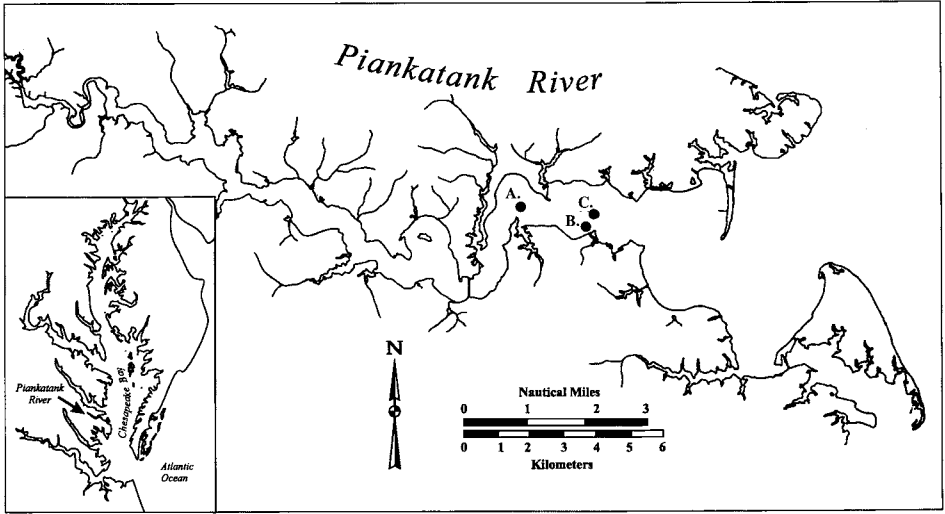 Piankatank River
A.
C.
B.
N
Nautical Miles
0 1 2 3
0 1 2 3 4 5 6
Kilometers
Piankatank
River
Chesapeake Bay
Atlantic
Ocean